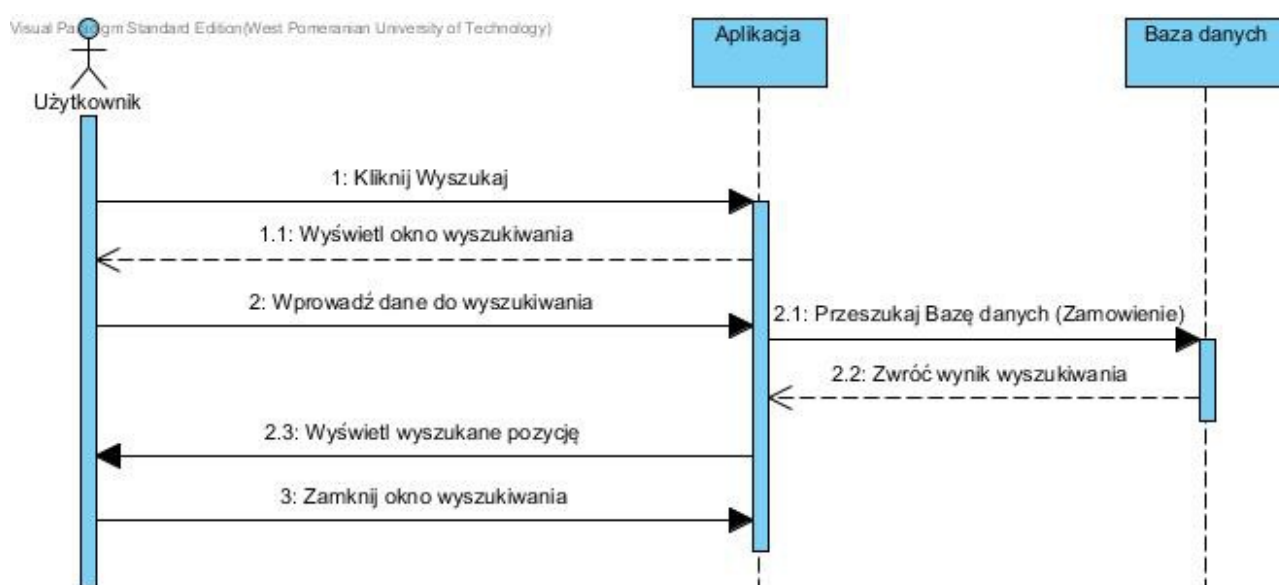 Visual Paradigm Standard Edition(West Pomeranian University of Technology)
Użytkownik
Aplikacja
Baza danych
1: Kliknij Wyszukaj
1.1: Wyświetl okno wyszukiwania
2: Wprowadź dane do wyszukiwania
2.1: Przeszukaj Bazę danych (Zamowienie)
2.2: Zwróć wynik wyszukiwania
2.3: Wyświetl wyszukane pozycję
3: Zamknij okno wyszukiwania